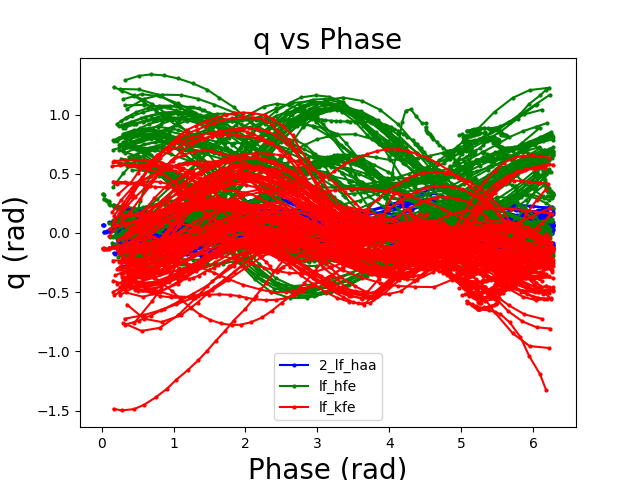 q vs Phase
q (rad)
1.0
0.5
0.0
−0.5
−1.0
−1.5
2_lf_haa
lf_hfe
lf_kfe
0 1 2 3 4 5 6
Phase (rad)